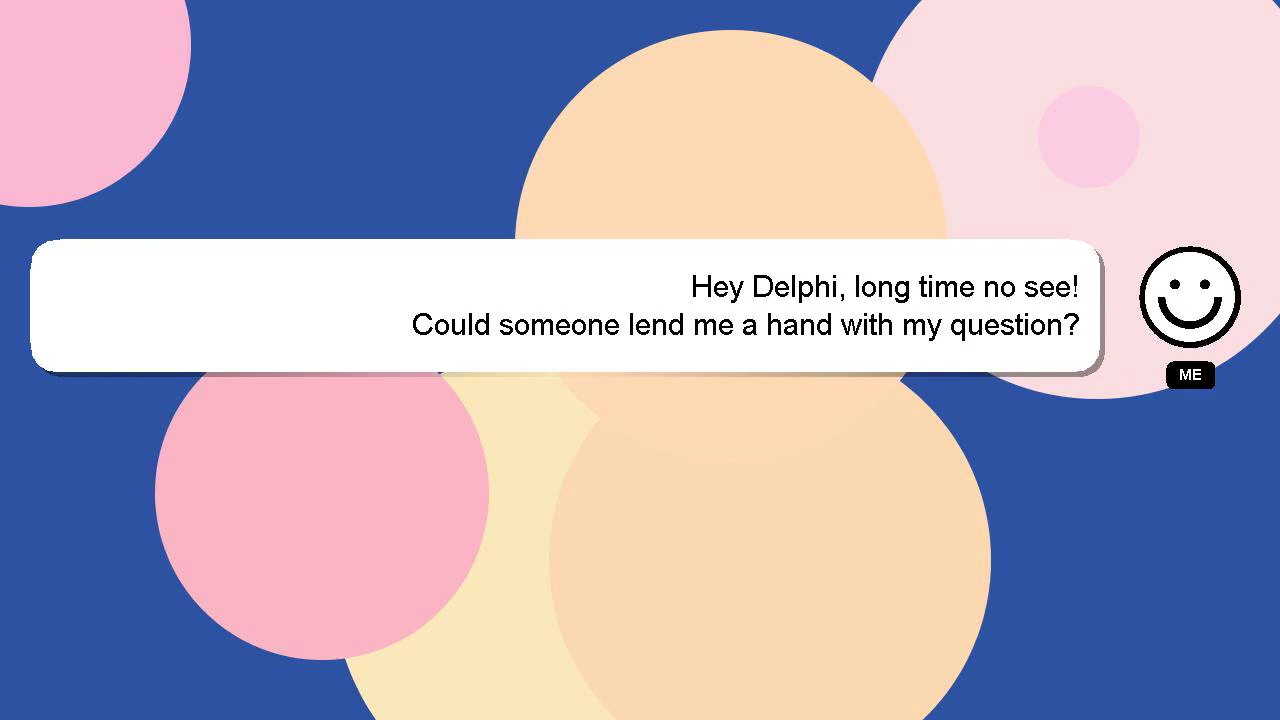 Hey Delphi, long time no see!
Could someone lend me a hand with my question?
ME